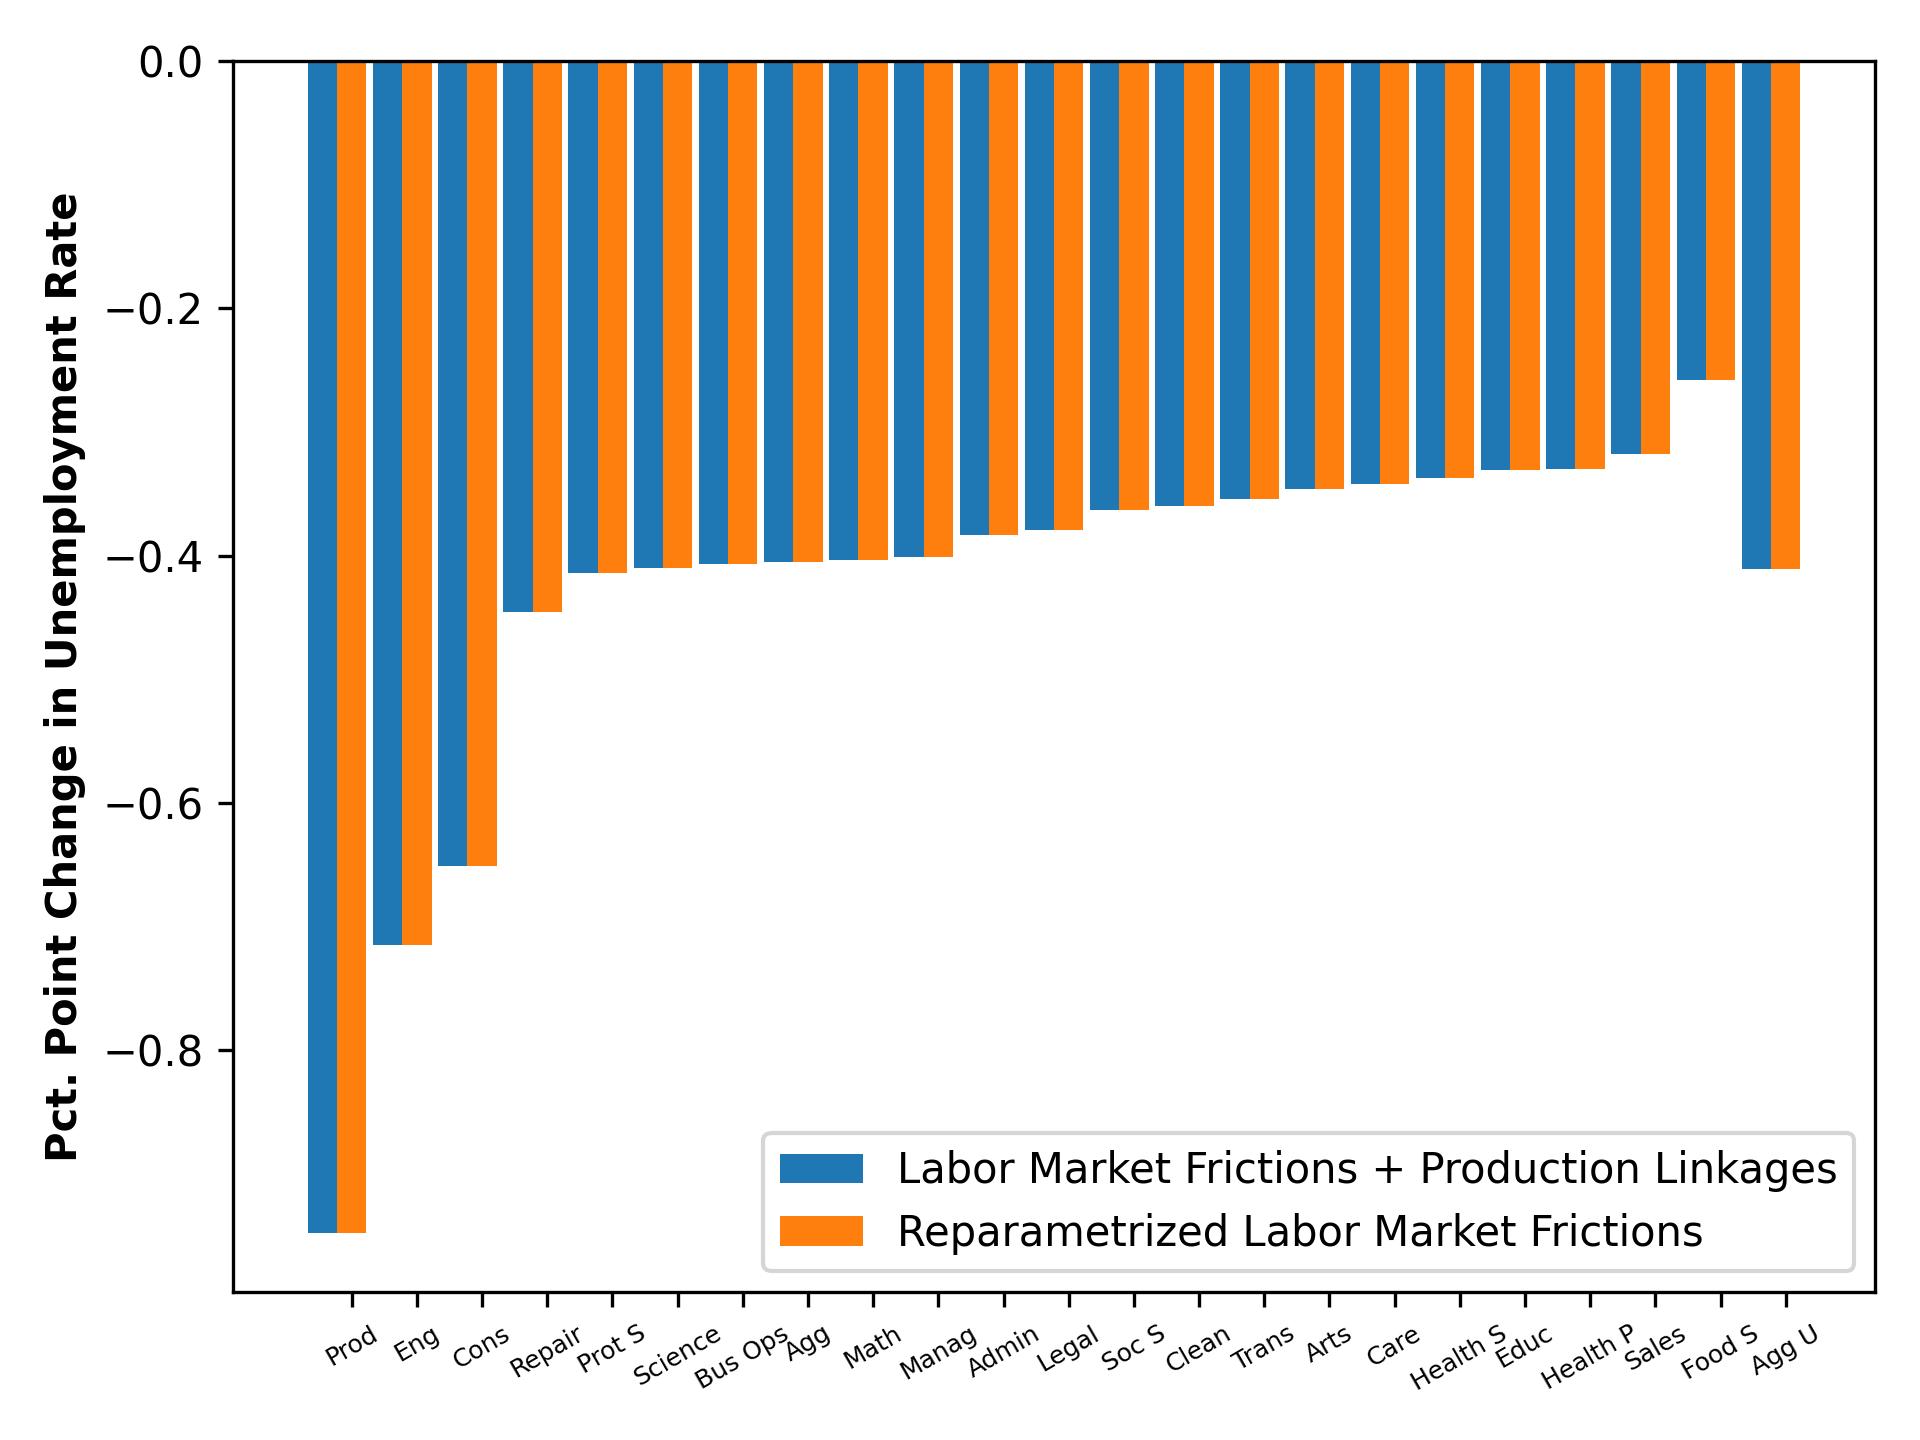 Pct. Point Change in Unemployment Rate
0.0
−0.2
−0.4
−0.6
−0.8
Labor Market Frictions + Production Linkages
Reparametrized Labor Market Frictions
Prod
Eng
Cons
Repair
Prot S
Science
Bus Ops
Agg
Math
Manag
Admin
Legal
Soc S
Clean
Trans
Arts
Care
Health S
Educ
Health P
Sales
Food S
Agg U